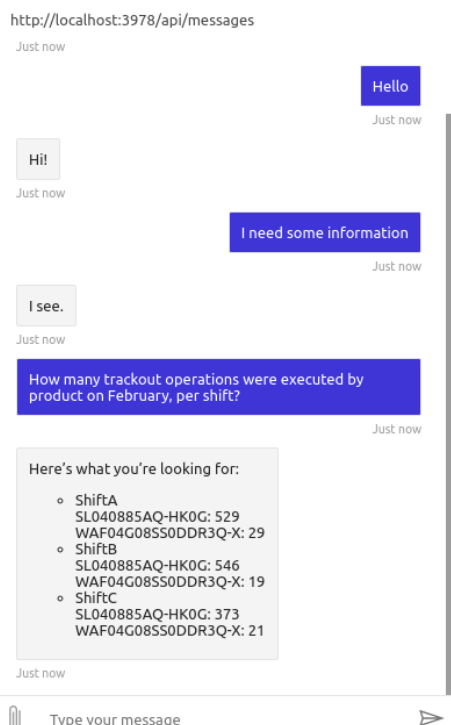 http://localhost:3978/api/messages
Just now
Hello
Just now
Hi!
Just now
I need some information
Just now
I see.
Just now
How many trackout operations were executed by
product on February, per shift?
Just now
Here's what you're looking for:
ShiftA
SL040885AQ-HK0G: 529
WAF04G08SS0DDR3Q-X: 29
ShiftB
SL040885AQ-HK0G: 546
WAF04G08SS0DDR3Q-X: 19
ShiftC
SL040885AQ-HK0G: 373
WAF04G08SS0DDR3Q-X: 21
Just now
Type your message